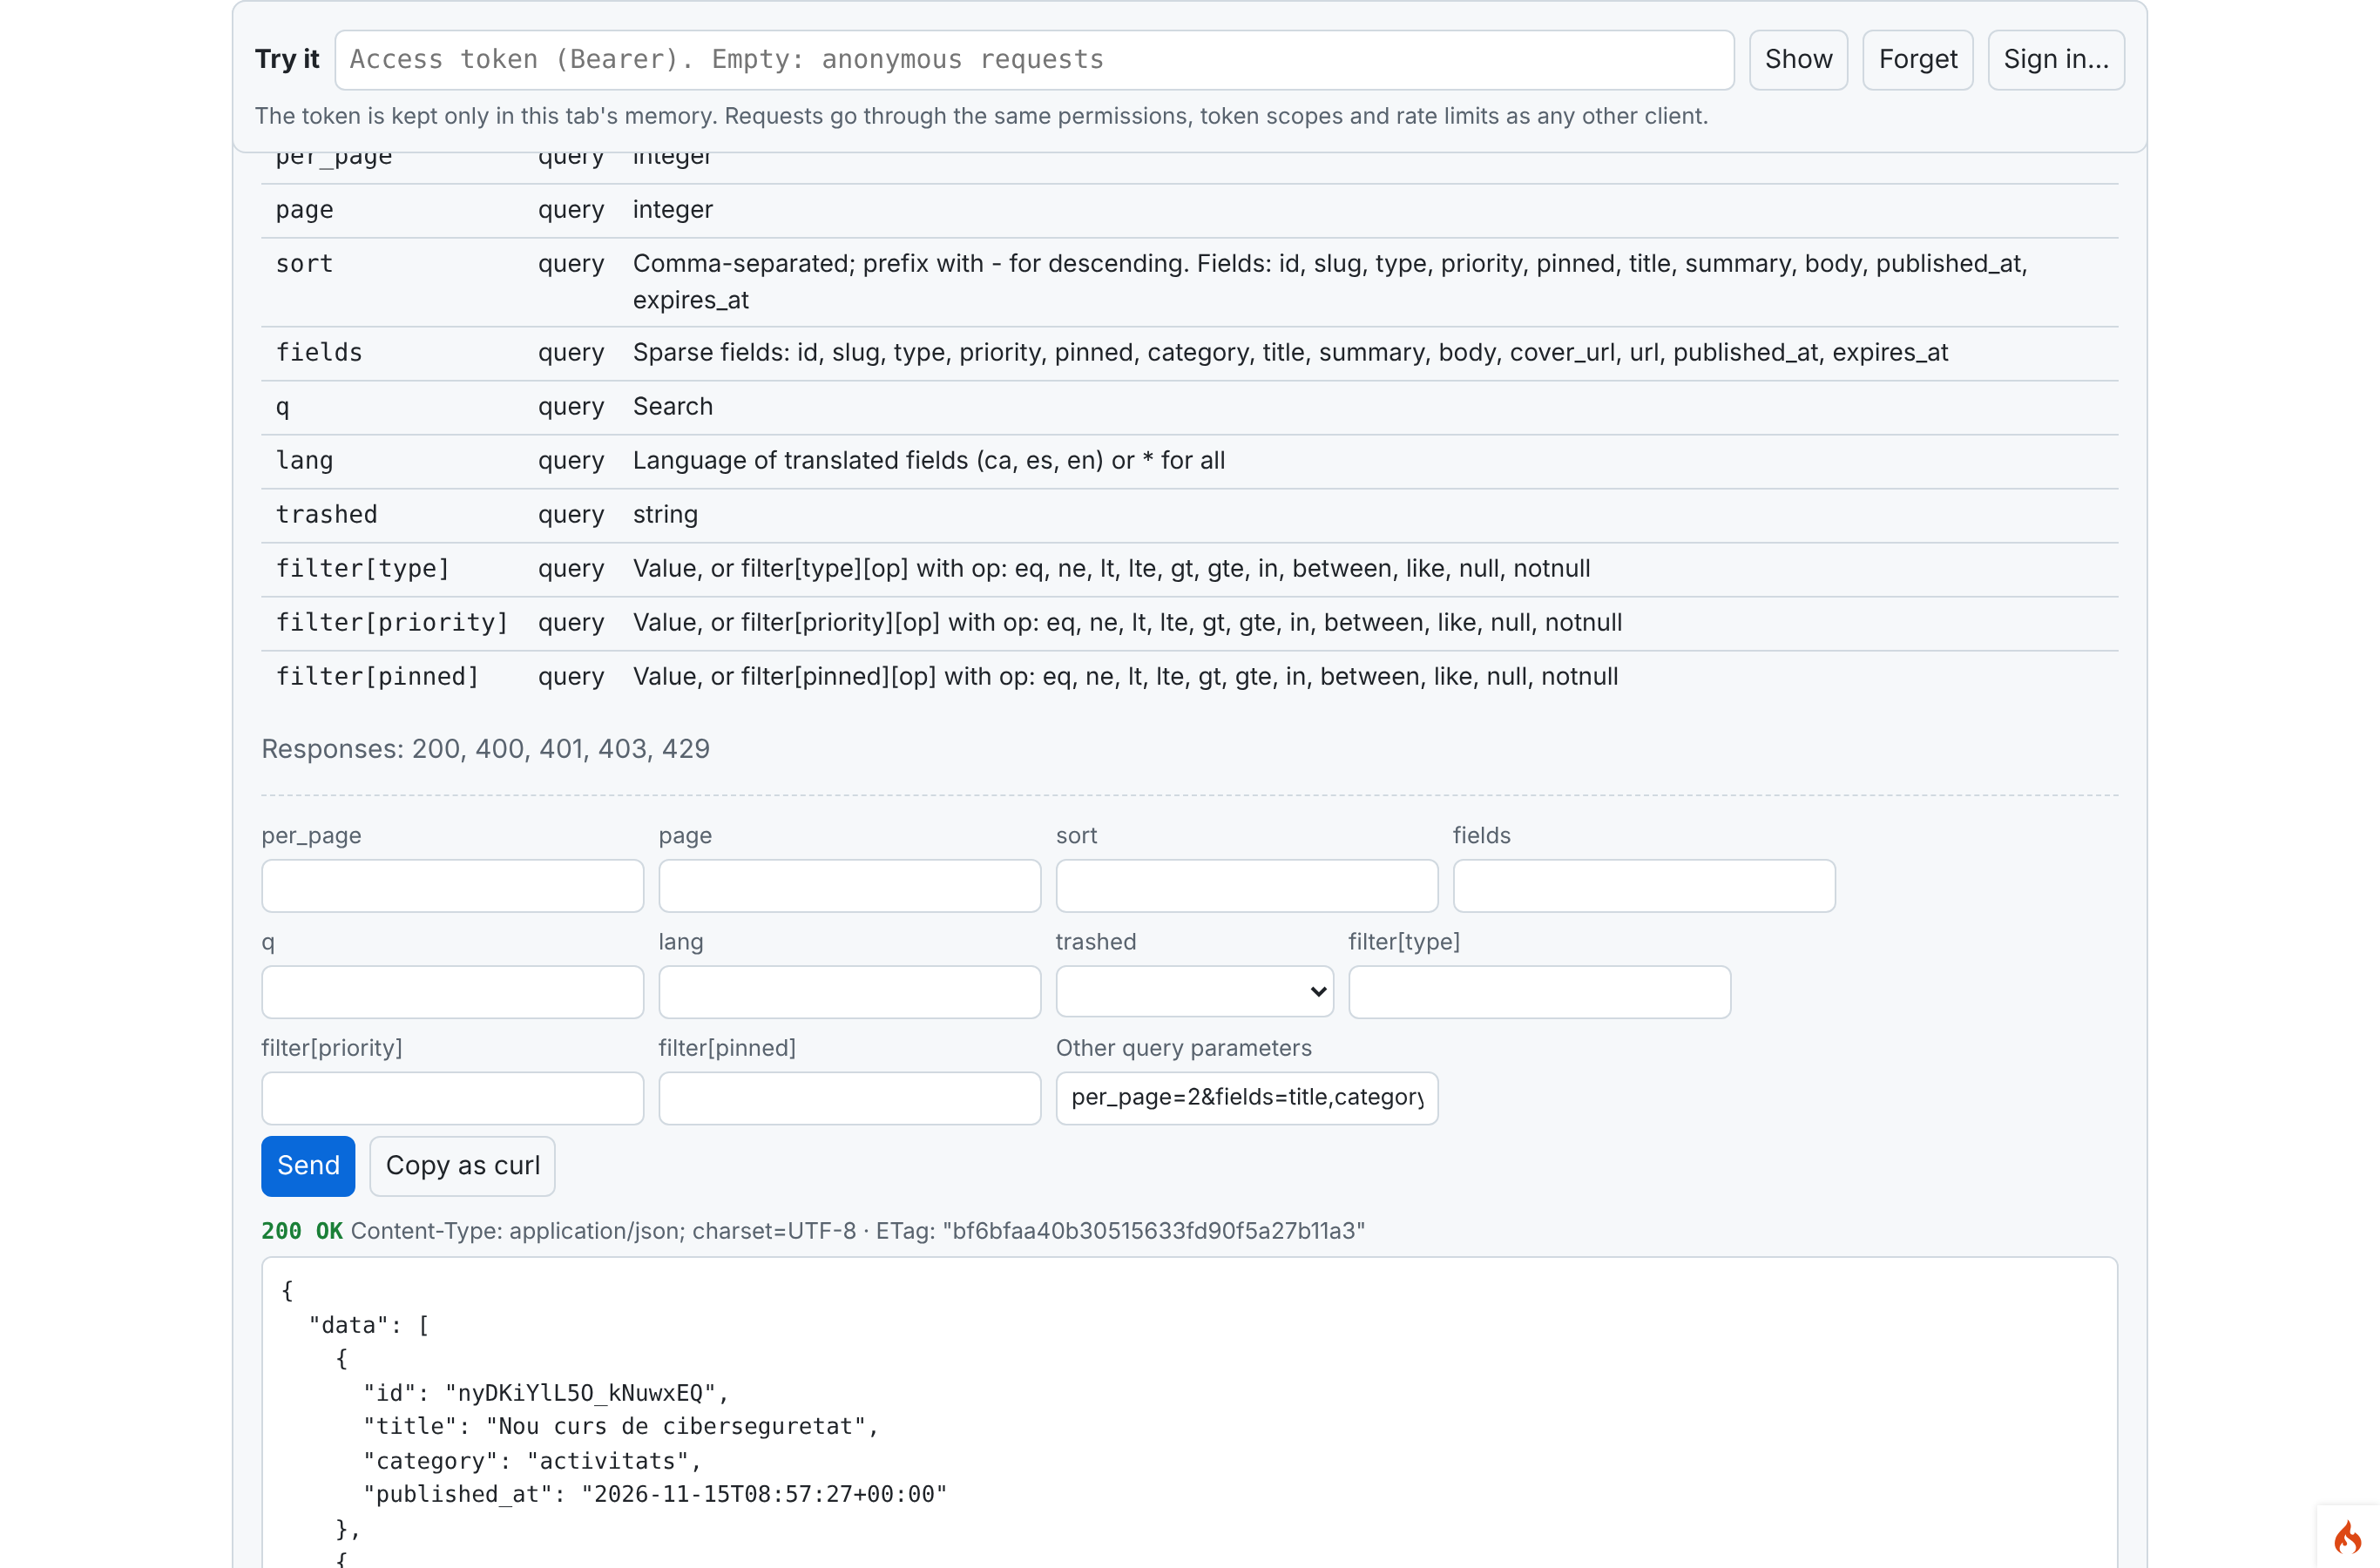 Try it Access token (Bearer). Empty: anonymous requests Show Forget Sign in...
The token is kept only in this tab's memory. Requests go through the same permissions, token scopes and rate limits as any other client.
per_page query integer
page query integer
sort query Comma-separated; prefix with - for descending. Fields: id, slug, type, priority, pinned, title, summary, body, published_at,
expires_at
fields query Sparse fields: id, slug, type, priority, pinned, category, title, summary, body, cover_url, url, published_at, expires_at
q query Search
lang query Language of translated fields (ca, es, en) or * for all
trashed query string
filter[type] query Value, or filter[type][op] with op: eq, ne, lt, lte, gt, gte, in, between, like, null, notnull
filter[priority] query Value, or filter[priority][op] with op: eq, ne, lt, lte, gt, gte, in, between, like, null, notnull
filter[pinned] query Value, or filter[pinned][op] with op: eq, ne, lt, lte, gt, gte, in, between, like, null, notnull
Responses: 200, 400, 401, 403, 429
per_page page sort fields
q lang trashed filter[type]
filter[priority] filter[pinned] Other query parameters
per_page=2&fields=title,category
Send Copy as curl
200 OK Content-Type: application/json; charset=UTF-8 · ETag: "bf6bfaa40b30515633fd90f5a27b11a3"
{
"data": [
{
"id": "nyDKiYlL5O_kNuwxEQ",
"title": "Nou curs de ciberseguretat",
"category": "activitats",
"published_at": "2026-11-15T08:57:27+00:00"
},
{